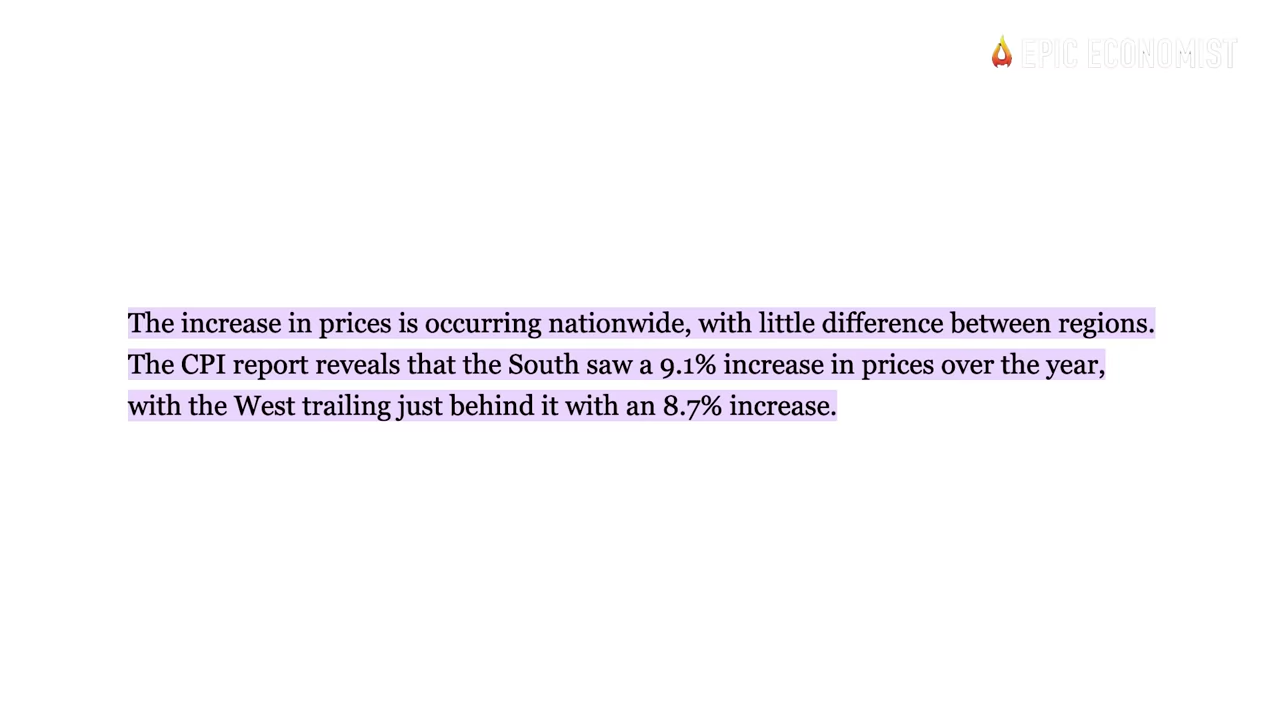 EPIC ECONOMIST
The increase in prices is occurring nationwide, with little difference between regions.
The CPI report reveals that the South saw a 9.1% increase in prices over the year,
with the West trailing just behind it with an 8.7% increase.